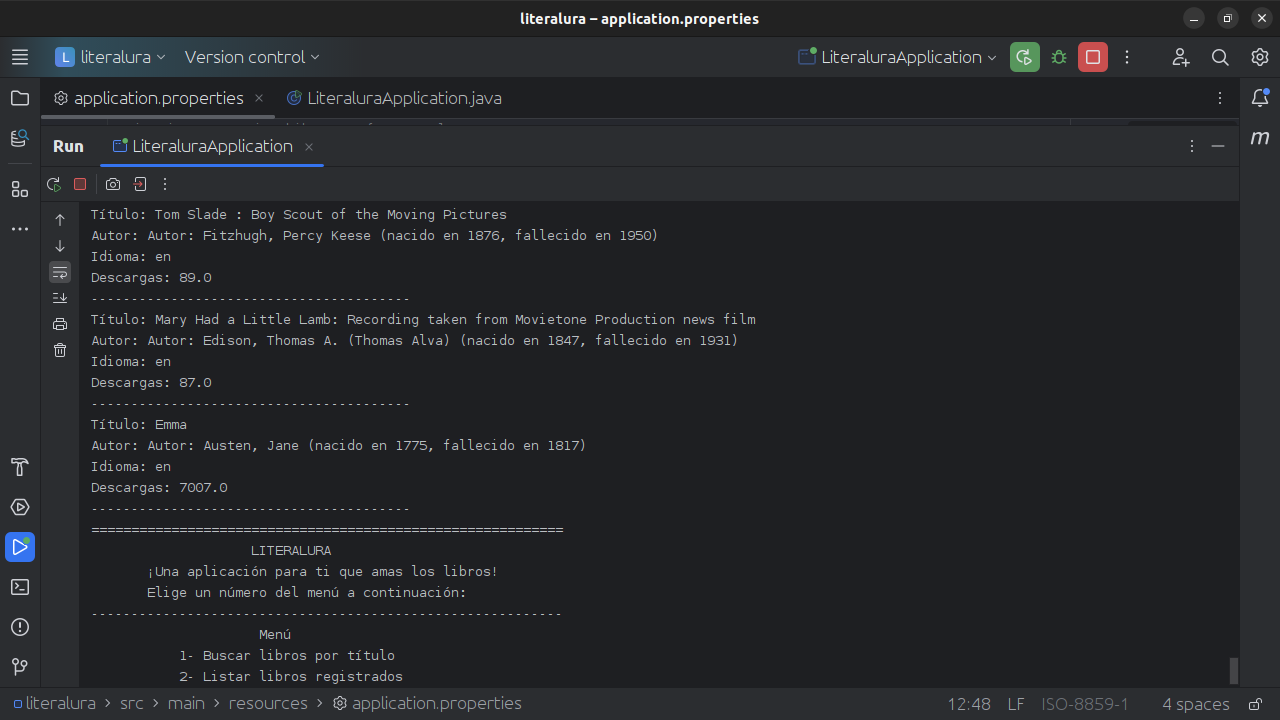 literalura – application.properties
L literalura Version control LiteraluraApplication
application.properties LiteraluraApplication.java
Run LiteraluraApplication
m
Título: Tom Slade : Boy Scout of the Moving Pictures
Autor: Autor: Fitzhugh, Percy Keese (nacido en 1876, fallecido en 1950)
Idioma: en
Descargas: 89.0
----------------------------------------
Título: Mary Had a Little Lamb: Recording taken from Movietone Production news film
Autor: Autor: Edison, Thomas A. (Thomas Alva) (nacido en 1847, fallecido en 1931)
Idioma: en
Descargas: 87.0
----------------------------------------
Título: Emma
Autor: Autor: Austen, Jane (nacido en 1775, fallecido en 1817)
Idioma: en
Descargas: 7007.0
----------------------------------------
===========================================================
LITERALURA
¡Una aplicación para ti que amas los libros!
Elige un número del menú a continuación:
-----------------------------------------------------------
Menú
1- Buscar libros por título
2- Listar libros registrados
literalura > src > main > resources > application.properties 12:48 LF ISO-8859-1 4 spaces